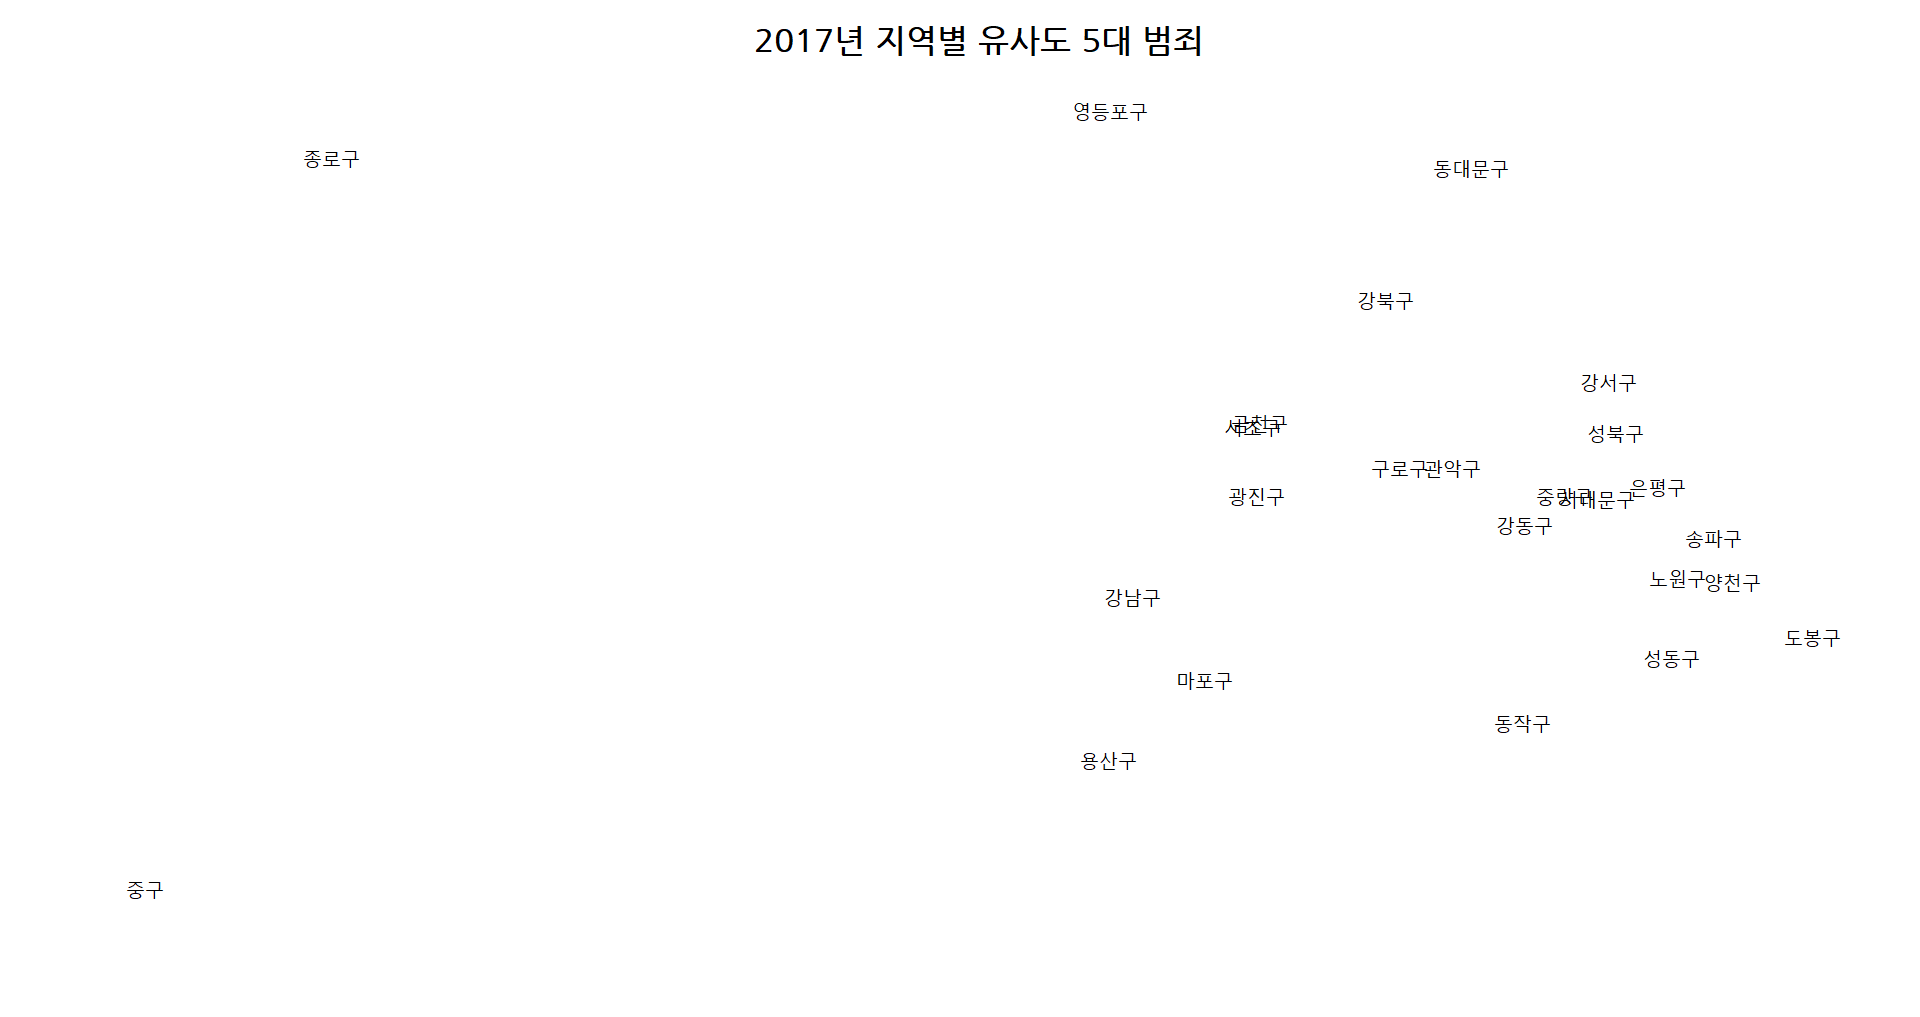 2017년 지역별 유사도 5대 범죄
영등포구
종로구
동대문구
강북구
강서구
금천구
서초구
성북구
구로구
관악구
은평구
광진구
중랑구
서대문구
강동구
송파구
노원구
양천구
강남구
도봉구
성동구
마포구
동작구
용산구
중구